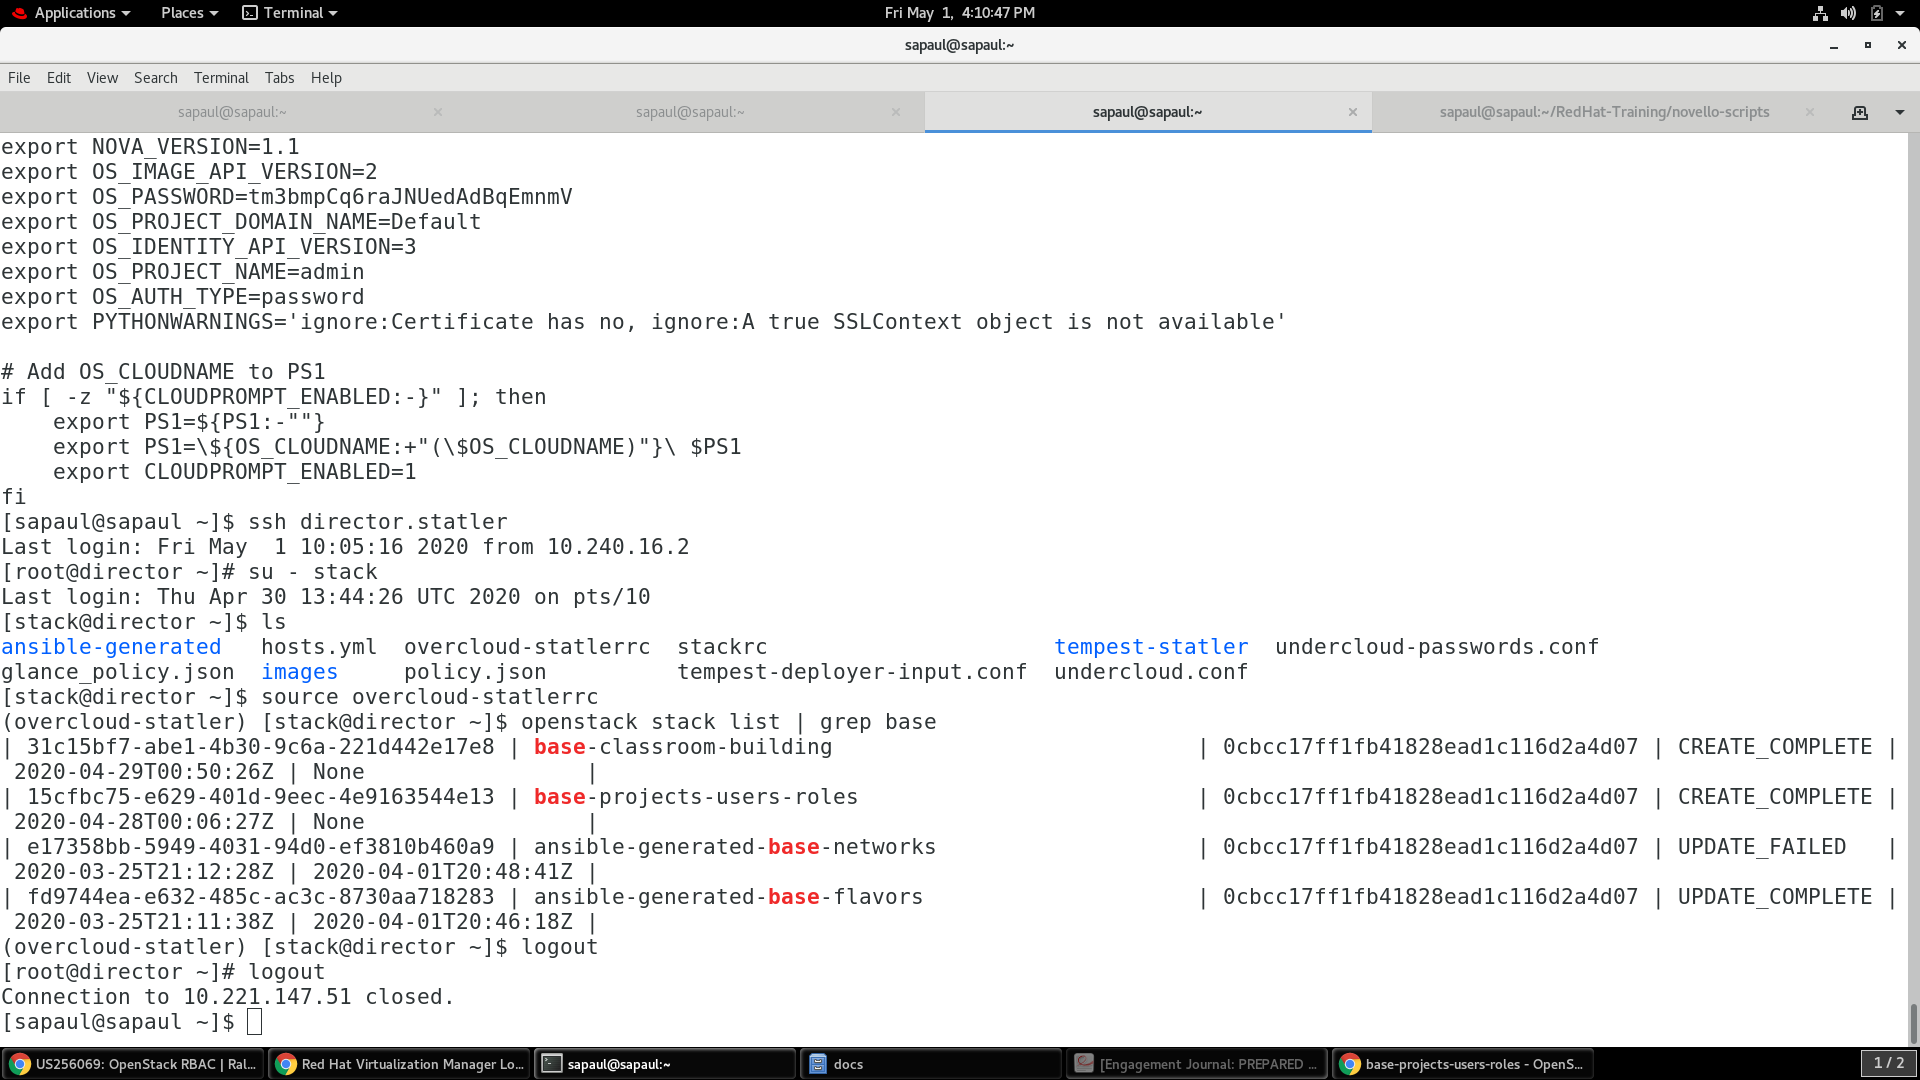 Applications Places Terminal Fri May 1, 4:10:47 PM
sapaul@sapaul:~
File Edit View Search Terminal Tabs Help
sapaul@sapaul:~ × sapaul@sapaul:~ × sapaul@sapaul:~ × sapaul@sapaul:~/RedHat-Training/novello-scripts ×
export NOVA_VERSION=1.1
export OS_IMAGE_API_VERSION=2
export OS_PASSWORD=tm3bmpCq6raJNUedAdBqEmnmV
export OS_PROJECT_DOMAIN_NAME=Default
export OS_IDENTITY_API_VERSION=3
export OS_PROJECT_NAME=admin
export OS_AUTH_TYPE=password
export PYTHONWARNINGS='ignore:Certificate has no, ignore:A true SSLContext object is not available'
# Add OS_CLOUDNAME to PS1
if [ -z "${CLOUDPROMPT_ENABLED:-}" ]; then
    export PS1=${PS1:-""}
    export PS1=\${OS_CLOUDNAME:+"(\$OS_CLOUDNAME)"}\ $PS1
    export CLOUDPROMPT_ENABLED=1
fi
[sapaul@sapaul ~]$ ssh director.statler
Last login: Fri May  1 10:05:16 2020 from 10.240.16.2
[root@director ~]# su - stack
Last login: Thu Apr 30 13:44:26 UTC 2020 on pts/10
[stack@director ~]$ ls
ansible-generated  hosts.yml  overcloud-statlerrc  stackrc                      tempest-statler  undercloud-passwords.conf
glance_policy.json  images     policy.json          tempest-deployer-input.conf  undercloud.conf
[stack@director ~]$ source overcloud-statlerrc
(overcloud-statler) [stack@director ~]$ openstack stack list | grep base
| 31c15bf7-abe1-4b30-9c6a-221d442e17e8 | base-classroom-building | 0cbcc17ff1fb41828ead1c116d2a4d07 | CREATE_COMPLETE |
 2020-04-29T00:50:26Z | None                 |
| 15cfbc75-e629-401d-9eec-4e9163544e13 | base-projects-users-roles | 0cbcc17ff1fb41828ead1c116d2a4d07 | CREATE_COMPLETE |
 2020-04-28T00:06:27Z | None                 |
| e17358bb-5949-4031-94d0-ef3810b460a9 | ansible-generated-base-networks | 0cbcc17ff1fb41828ead1c116d2a4d07 | UPDATE_FAILED   |
 2020-03-25T21:12:28Z | 2020-04-01T20:48:41Z |
| fd9744ea-e632-485c-ac3c-8730aa718283 | ansible-generated-base-flavors | 0cbcc17ff1fb41828ead1c116d2a4d07 | UPDATE_COMPLETE |
 2020-03-25T21:11:38Z | 2020-04-01T20:46:18Z |
(overcloud-statler) [stack@director ~]$ logout
[root@director ~]# logout
Connection to 10.221.147.51 closed.
[sapaul@sapaul ~]$
US256069: OpenStack RBAC | Ral... Red Hat Virtualization Manager Lo... sapaul@sapaul:~ docs [Engagement Journal: PREPARED ... base-projects-users-roles - OpenS... 1 / 2